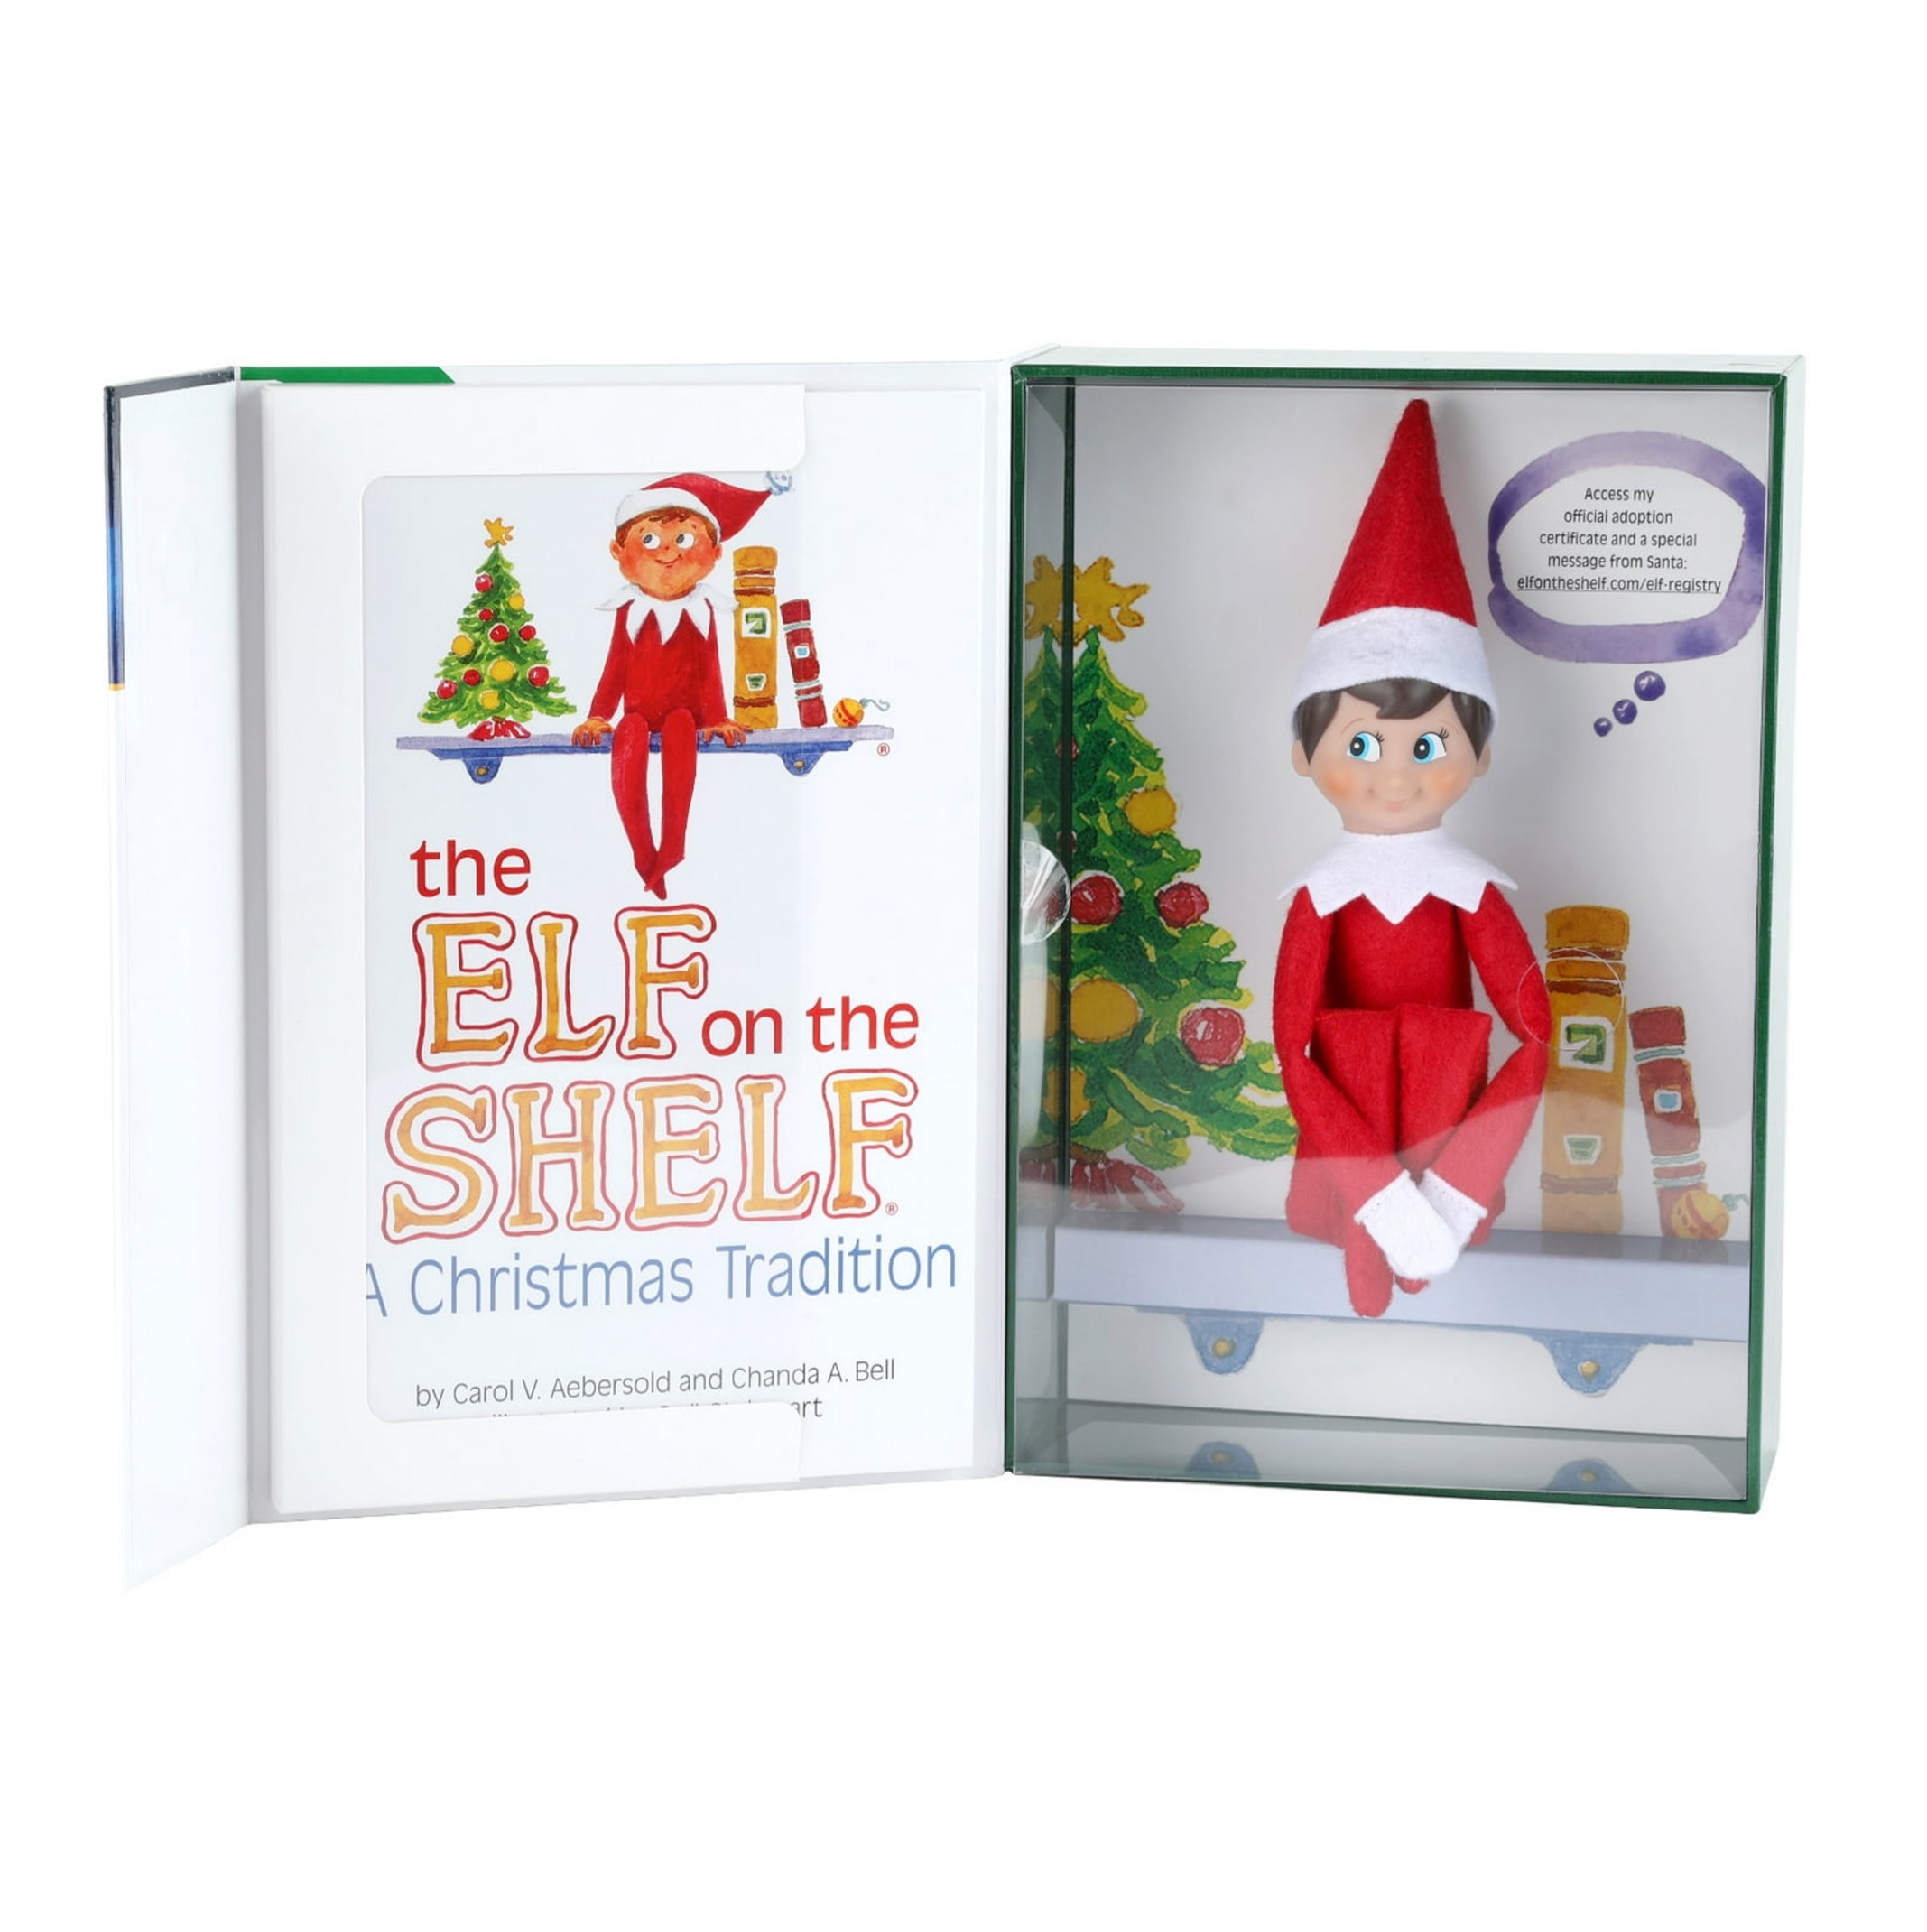 the
ELF on the
SHELF®
A Christmas Tradition
by Carol V. Aebersold and Chanda A. Bell
Access my
official adoption
certificate and a special
message from Santa:
elfontheshelf.com/elf-registry